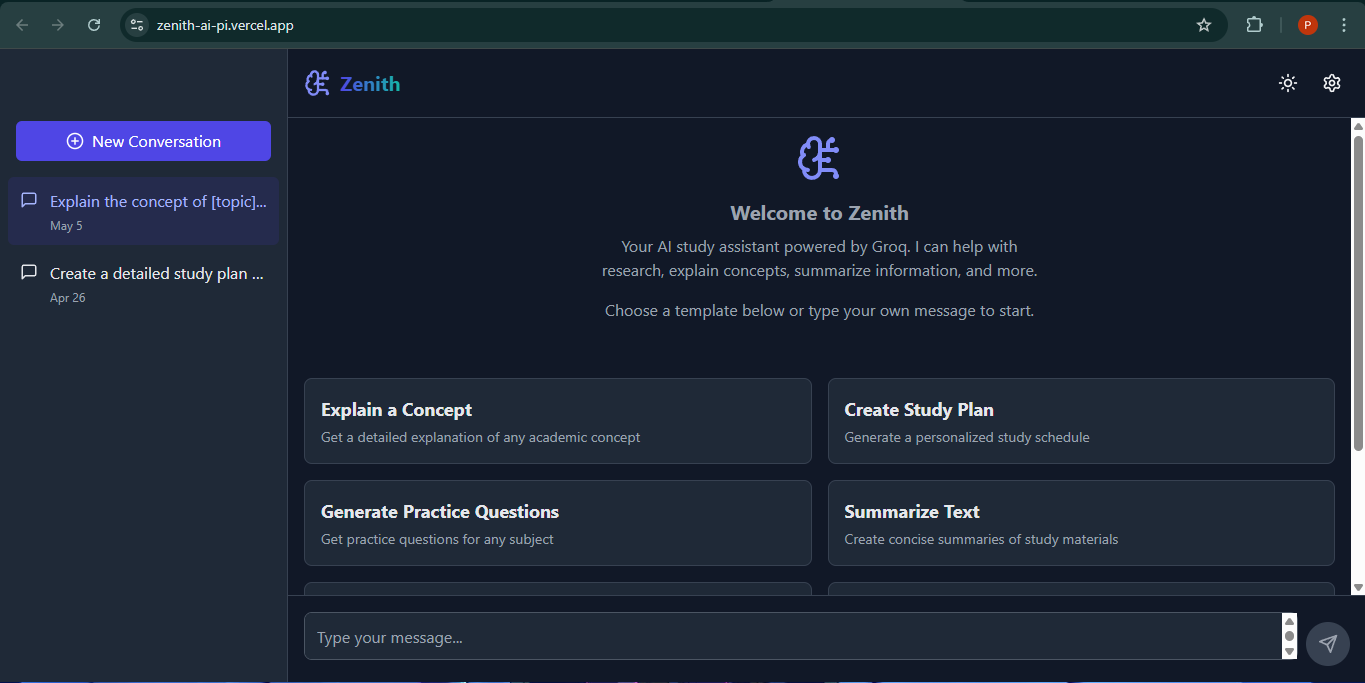 zenith-ai-pi.vercel.app
P
Zenith
New Conversation
Explain the concept of [topic]...
May 5
Create a detailed study plan ...
Apr 26
Welcome to Zenith
Your AI study assistant powered by Groq. I can help with
research, explain concepts, summarize information, and more.
Choose a template below or type your own message to start.
Explain a Concept
Get a detailed explanation of any academic concept
Create Study Plan
Generate a personalized study schedule
Generate Practice Questions
Get practice questions for any subject
Summarize Text
Create concise summaries of study materials
Type your message...